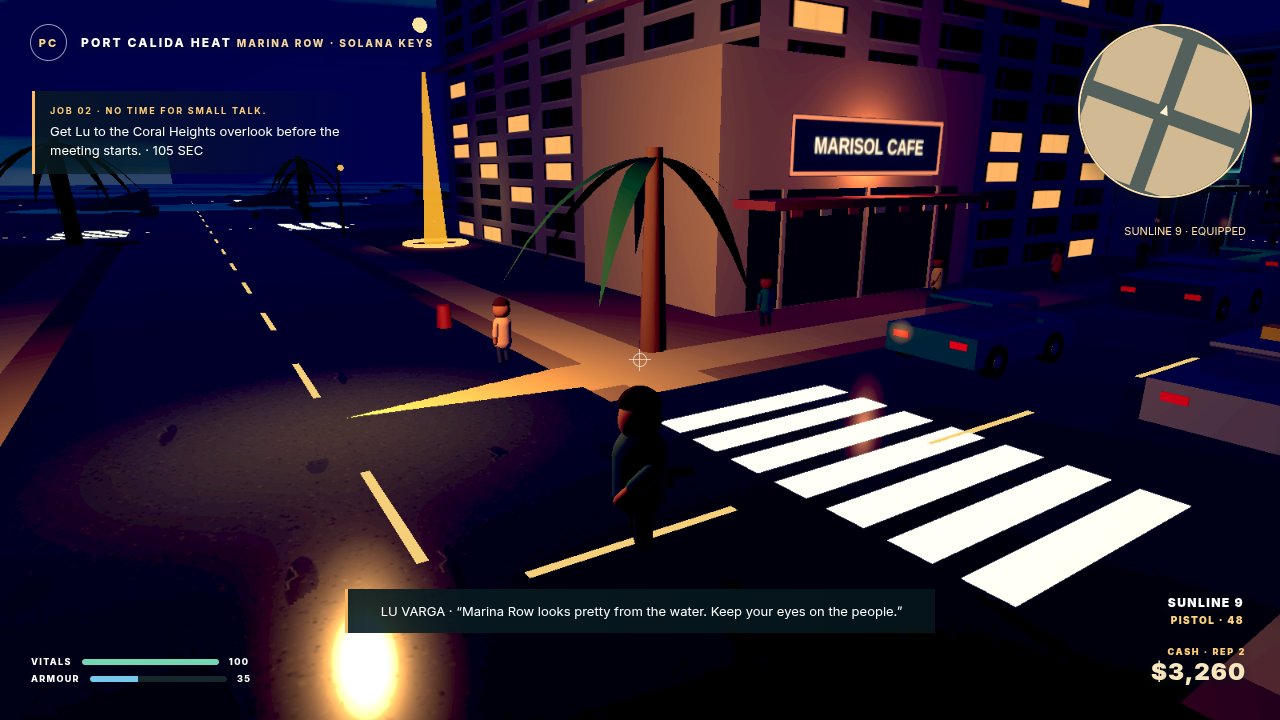 PC
PORT CALIDA HEAT MARINA ROW · SOLANA KEYS
JOB 02 · NO TIME FOR SMALL TALK.
Get Lu to the Coral Heights overlook before the
meeting starts. · 105 SEC
MARISOL CAFE
SUNLINE 9 · EQUIPPED
LU VARGA · “Marina Row looks pretty from the water. Keep your eyes on the people.”
VITALS 100
ARMOUR 35
SUNLINE 9
PISTOL · 48
CASH · REP 2
$3,260